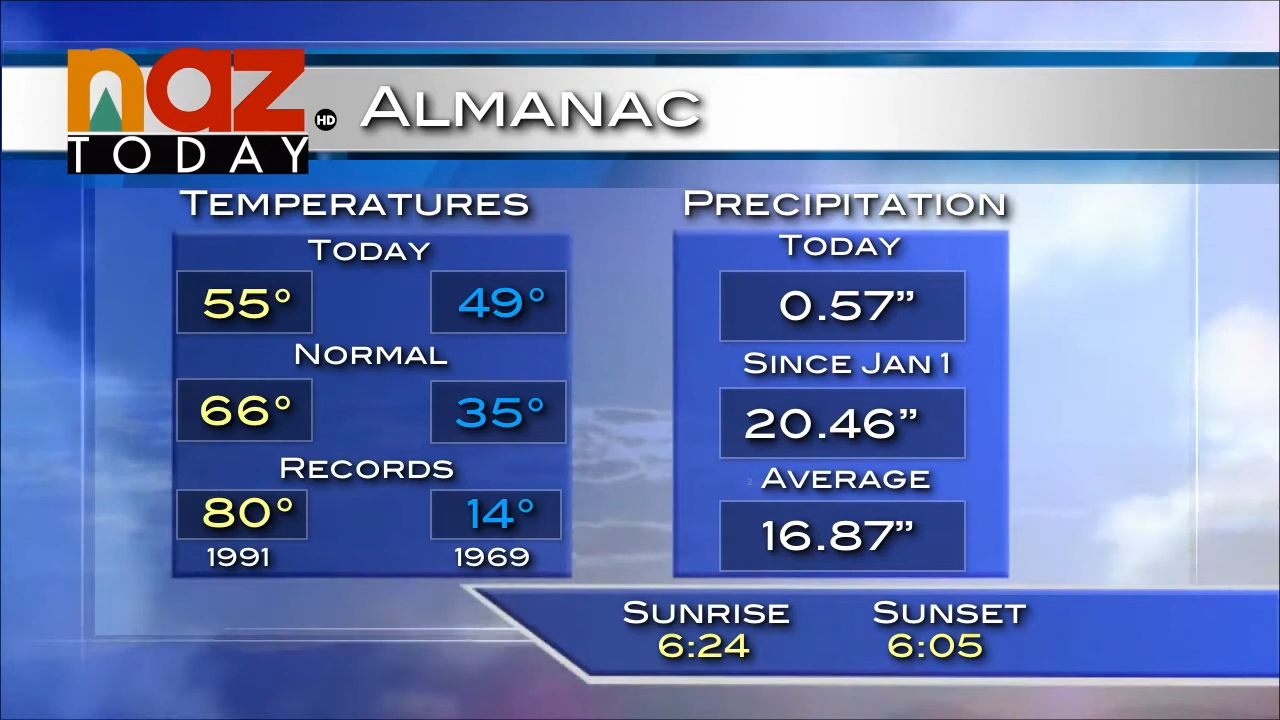 naz
TODAY
HD
ALMANAC
TEMPERATURES
TODAY
55° 49°
NORMAL
66° 35°
RECORDS
80° 14°
1991 1969
PRECIPITATION
TODAY
0.57”
SINCE JAN 1
20.46”
2 AVERAGE
16.87”
SUNRISE SUNSET
6:24 6:05